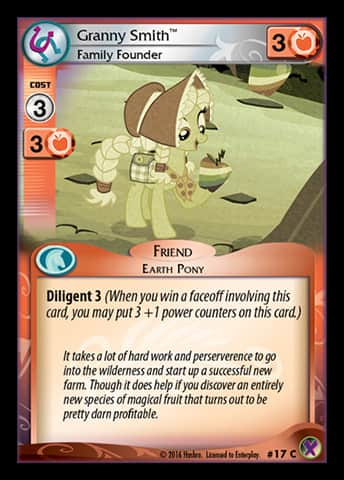 Granny Smith™
Family Founder
3
COST
3
3
FRIEND
EARTH PONY
Diligent 3 (When you win a faceoff involving this
card, you may put 3 +1 power counters on this card.)
It takes a lot of hard work and perserverence to go
into the wilderness and start up a successful new
farm. Though it does help if you discover an entirely
new species of magical fruit that turns out to be
pretty darn profitable.
© 2016 Hasbro. Licensed to Enterplay. #17 C